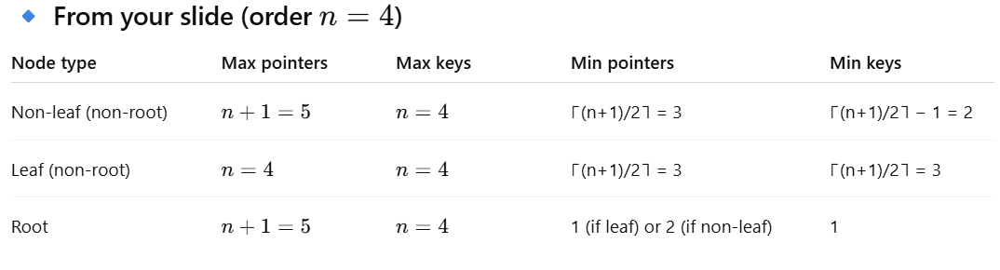 🔹 From your slide (order n = 4)
Node type Max pointers Max keys Min pointers Min keys
Non-leaf (non-root) n + 1 = 5 n = 4 ⌈(n+1)/2⌉ = 3 ⌈(n+1)/2⌉ − 1 = 2
Leaf (non-root) n = 4 n = 4 ⌈(n+1)/2⌉ = 3 ⌈(n+1)/2⌉ = 3
Root n + 1 = 5 n = 4 1 (if leaf) or 2 (if non-leaf) 1